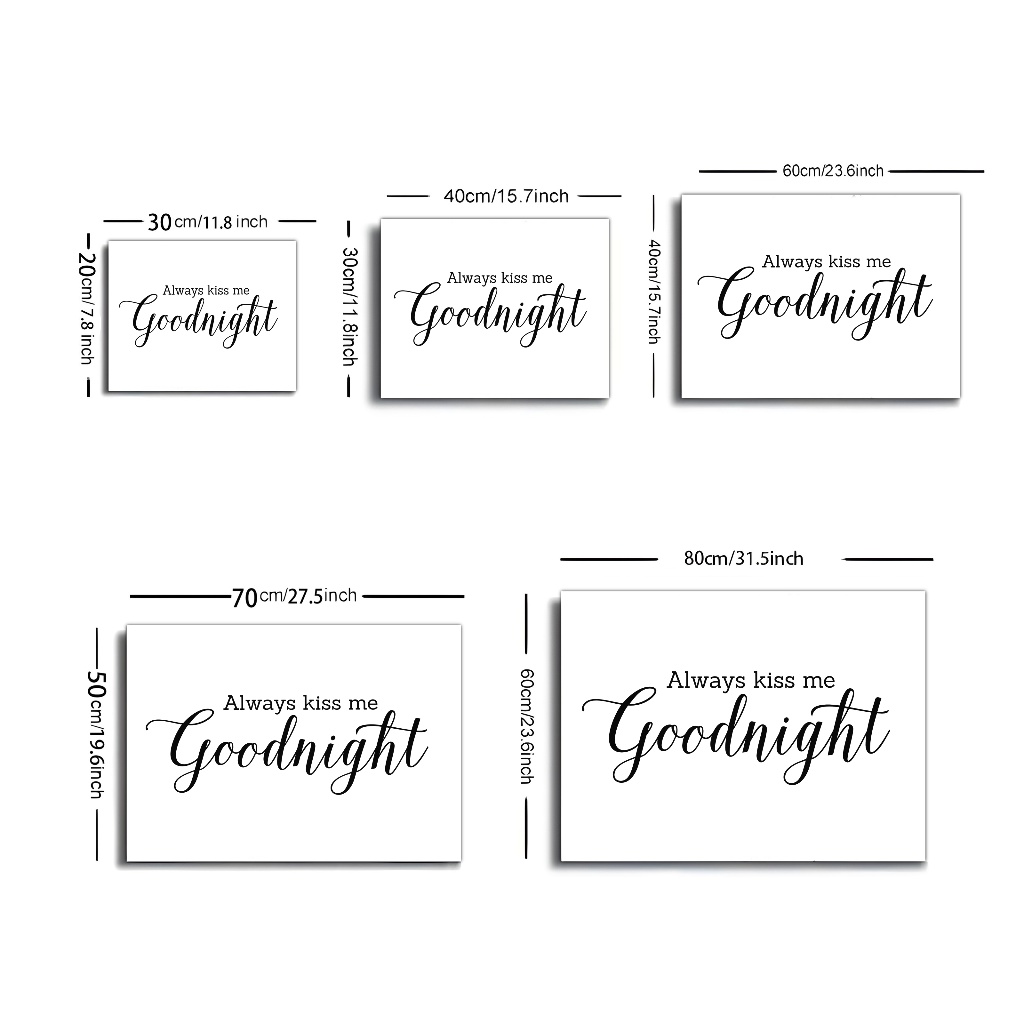 30cm/11.8 inch
20cm/7.8 inch
Always kiss me
Goodnight
40cm/15.7inch
30cm/11.8inch
Always kiss me
Goodnight
60cm/23.6inch
40cm/15.7inch
Always kiss me
Goodnight
70cm/27.5inch
50cm/19.6inch
Always kiss me
Goodnight
80cm/31.5inch
60cm/23.6inch
Always kiss me
Goodnight